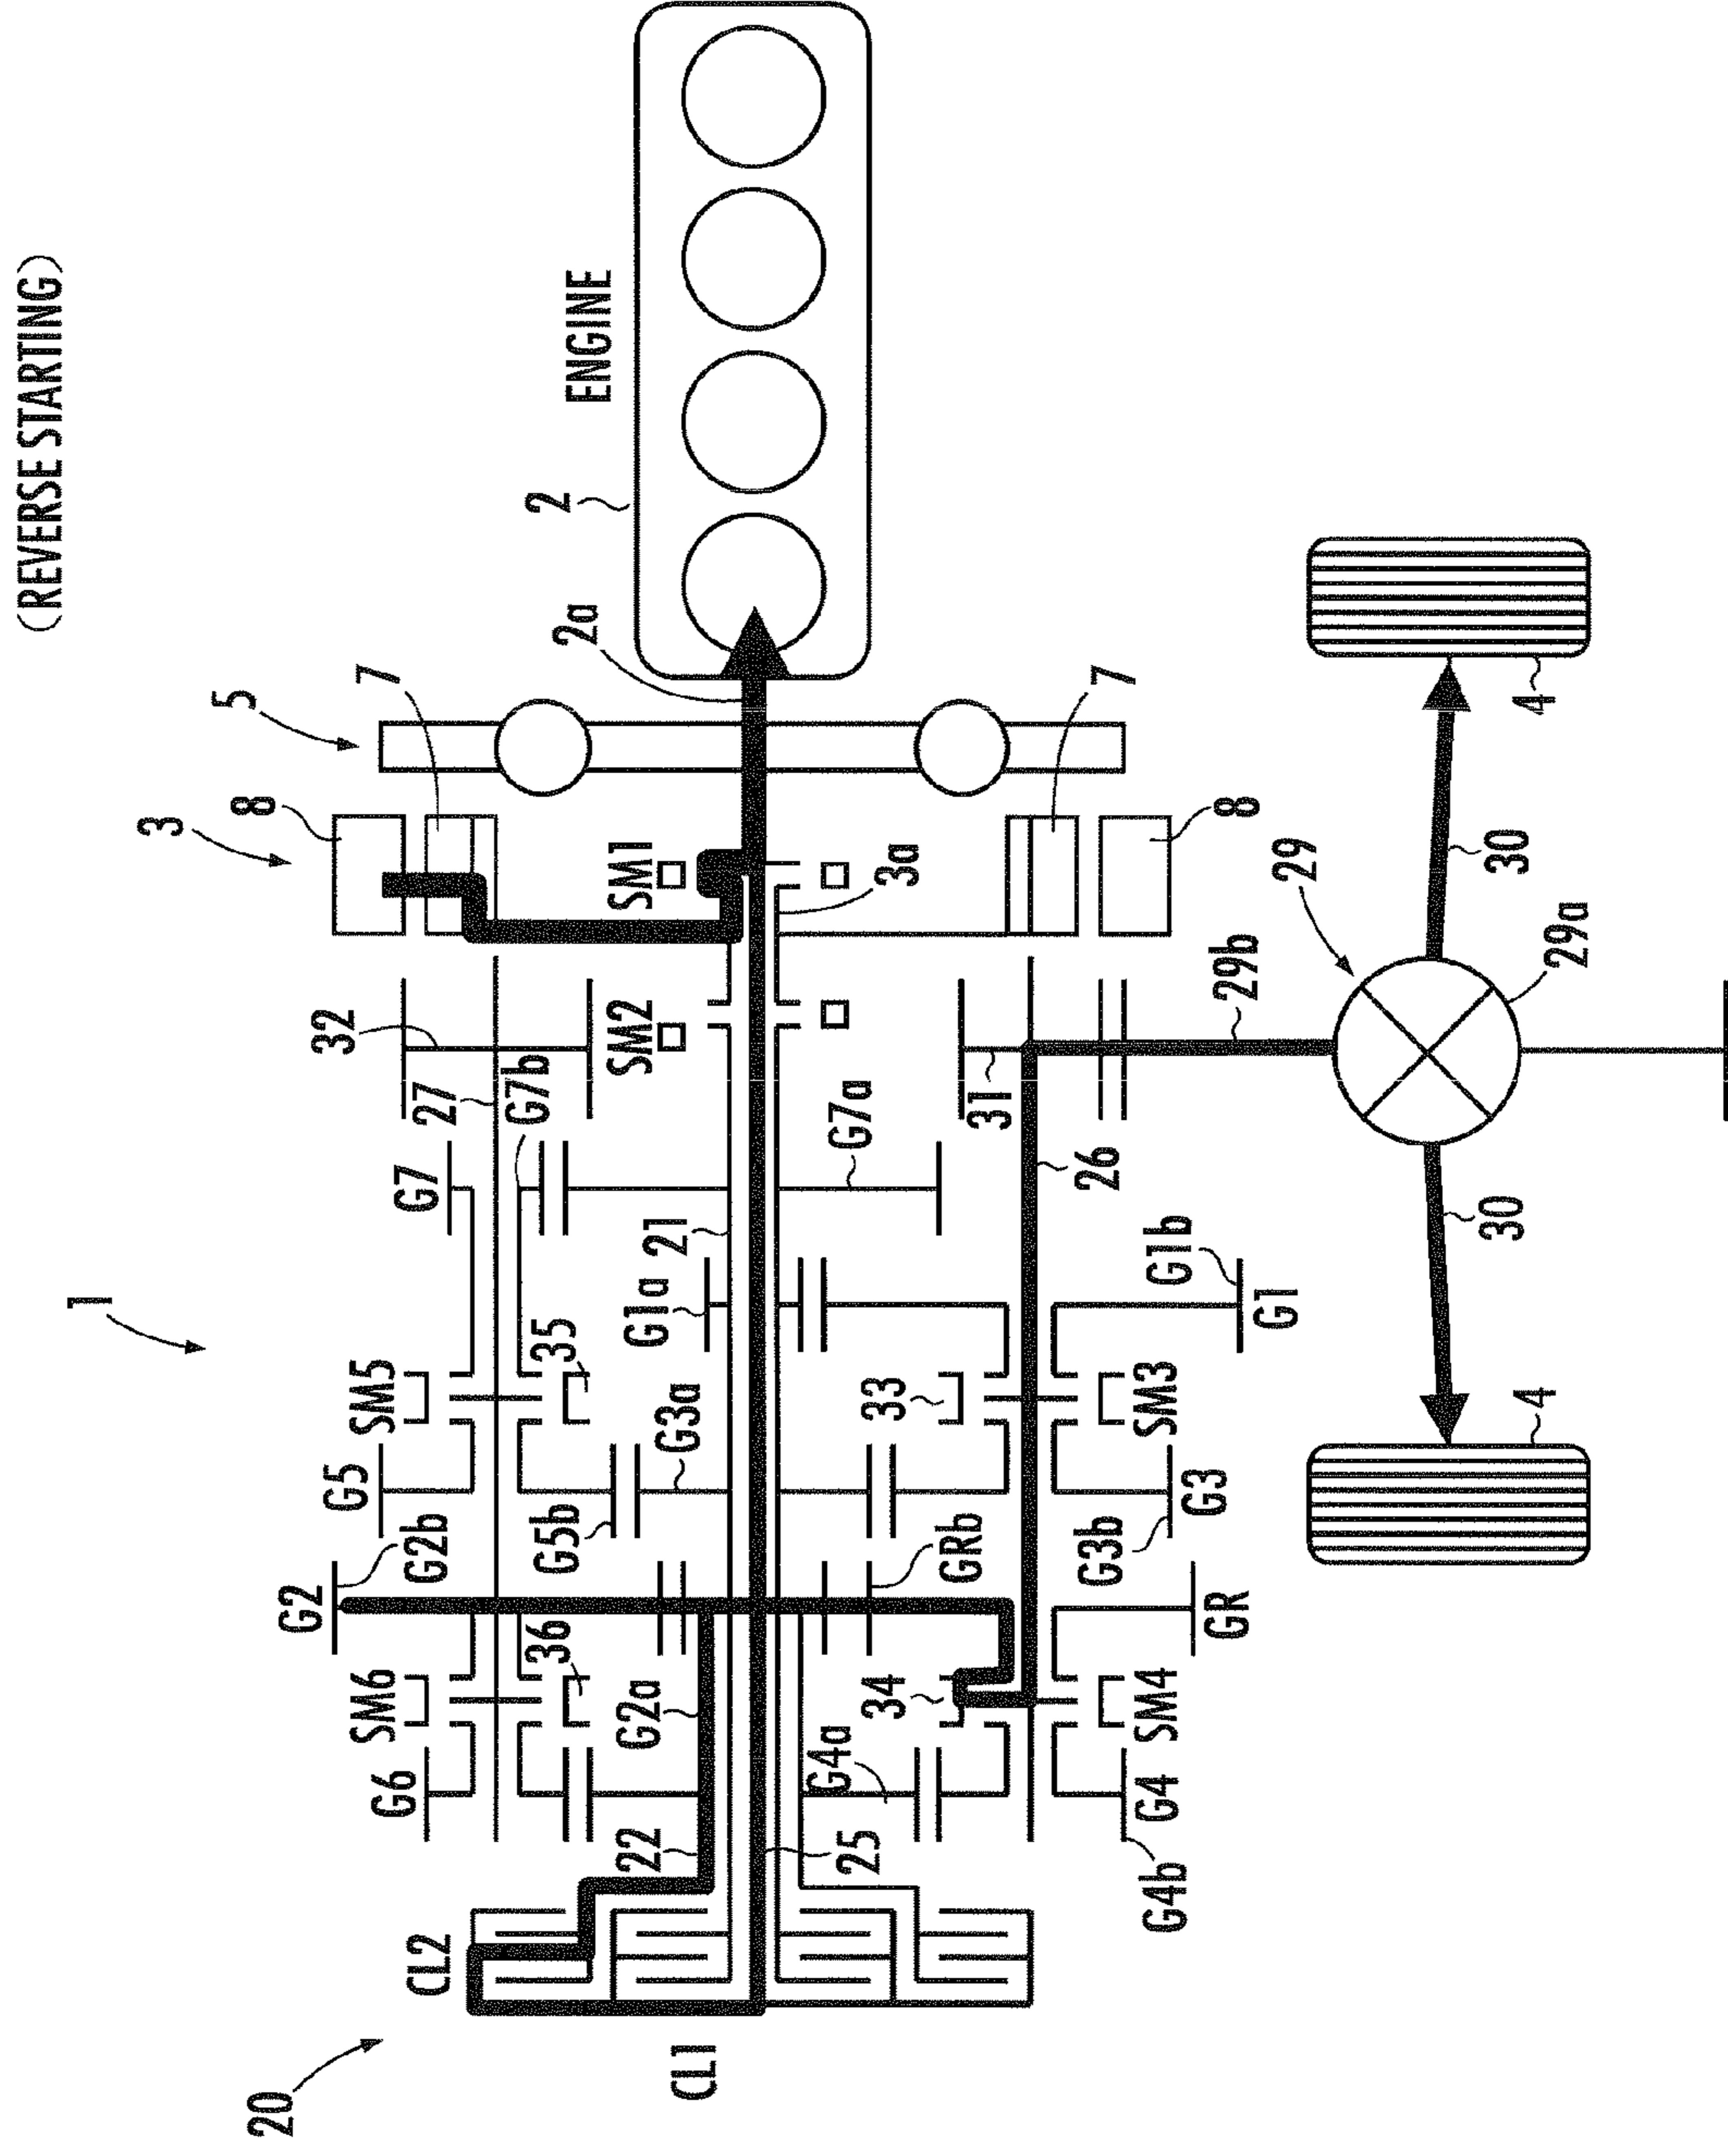 (REVERSE STARTING)
1
20
3
5
8
7
2
ENGINE
2a
CL2
G6
SM6
G2
G2b
G5
SM5
G7
27
G7b
32
CL1
22
G2a
36
G5b
G3a
35
G1a
21
SM2
SM1
25
G4a
34
GRb
33
G7a
31
3a
7
8
G4b
G4
SM4
GR
G3b
G3
SM3
G1
G1b
26
29b
29
4
30
29a
30
4